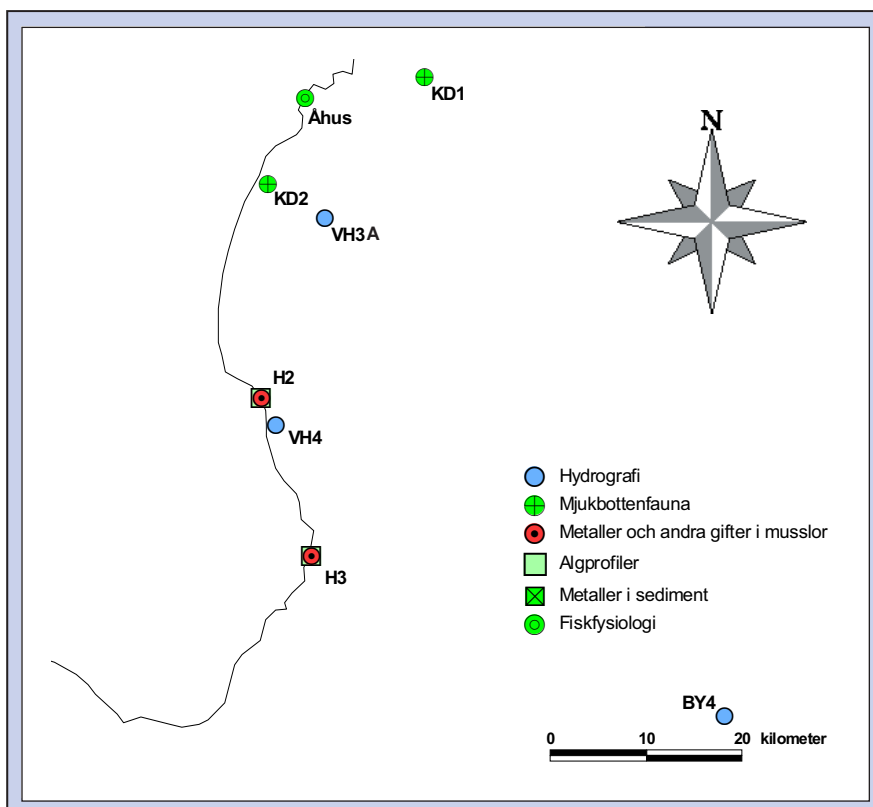 KD1
Åhus
N
KD2
VH3A
H2
VH4
Hydrografi
Mjukbottenfauna
Metaller och andra gifter i musslor
Algprofiler
H3
Metaller i sediment
Fiskfysiologi
BY4
0 10 20 kilometer